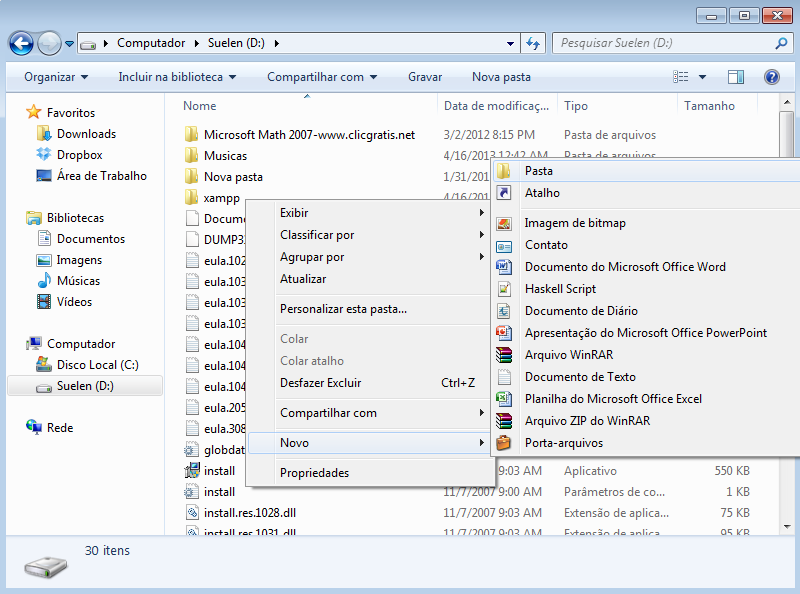 Computador Suelen (D:)
Pesquisar Suelen (D:)
Organizar Incluir na biblioteca Compartilhar com Gravar Nova pasta
Favoritos
Downloads
Dropbox
Área de Trabalho
Bibliotecas
Documentos
Imagens
Músicas
Vídeos
Computador
Disco Local (C:)
Suelen (D:)
Rede
Nome Data de modificaç... Tipo Tamanho
Microsoft Math 2007-www.clicgratis.net 3/2/2012 8:15 PM Pasta de arquivos
Musicas 4/16/2013 12:42 AM Pasta de arquivos
Nova pasta 1/31/201
xampp 4/16/201
Docume
DUMP3
eula.102
eula.103
eula.103
eula.103
eula.104
eula.104
eula.104
eula.205
eula.308
globdat
install 9:03 AM Aplicativo 550 KB
install 11/7/2007 9:00 AM Parâmetros de co... 1 KB
install.res.1028.dll 11/7/2007 9:03 AM Extensão de aplica... 75 KB
install.res.1031.dll 11/7/2007 9:03 AM Extensão de aplica... 95 KB
Exibir
Classificar por
Agrupar por
Atualizar
Personalizar esta pasta...
Colar
Colar atalho
Desfazer Excluir Ctrl+Z
Compartilhar com
Novo
Propriedades
Pasta
Atalho
Imagem de bitmap
Contato
Documento do Microsoft Office Word
Haskell Script
Documento de Diário
Apresentação do Microsoft Office PowerPoint
Arquivo WinRAR
Documento de Texto
Planilha do Microsoft Office Excel
Arquivo ZIP do WinRAR
Porta-arquivos
30 itens